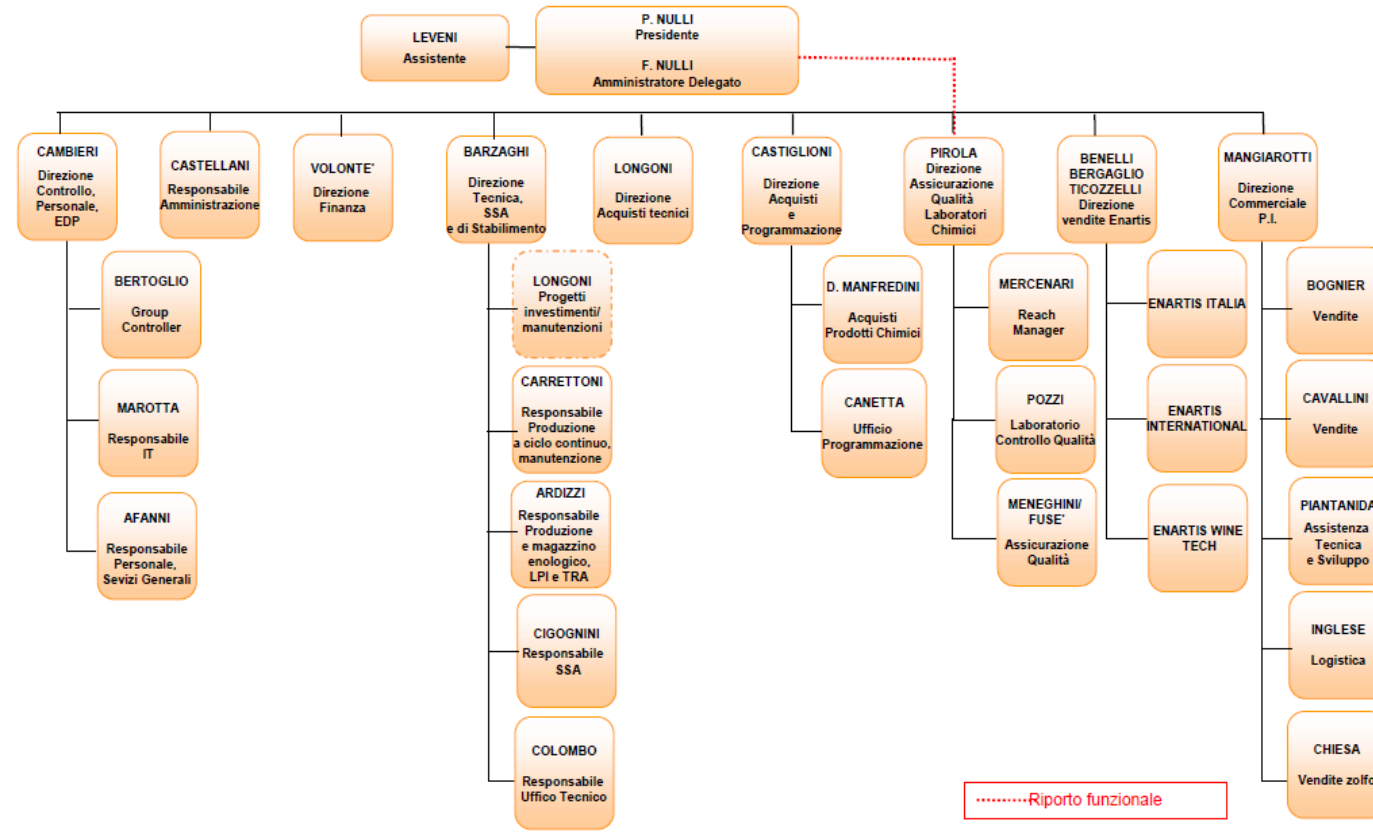 LEVENI
Assistente
P. NULLI
Presidente
F. NULLI
Amministratore Delegato
CAMBIERI
Direzione
Controllo,
Personale,
EDP
CASTELLANI
Responsabile
Amministrazione
VOLONTE'
Direzione
Finanza
BARZAGHI
Direzione
Tecnica,
SSA
e di Stabilimento
LONGONI
Direzione
Acquisti tecnici
CASTIGLIONI
Direzione
Acquisti
e
Programmazione
PIROLA
Direzione
Assicurazione
Qualità
Laboratori
Chimici
BENELLI
BERGAGLIO
TICOZZELLI
Direzione
vendite Enartis
MANGIAROTTI
Direzione
Commerciale
P.I.
BERTOGLIO
Group
Controller
MAROTTA
Responsabile
IT
AFANNI
Responsabile
Personale,
Sevizi Generali
LONGONI
Progetti
investimenti/
manutenzioni
CARRETTONI
Responsabile
Produzione
a ciclo continuo,
manutenzione
ARDIZZI
Responsabile
Produzione
e magazzino
enologico,
LPI e TRA
CIGOGNINI
Responsabile
SSA
COLOMBO
Responsabile
Uffico Tecnico
D. MANFREDINI
Acquisti
Prodotti Chimici
CANETTA
Ufficio
Programmazione
MERCENARI
Reach
Manager
POZZI
Laboratorio
Controllo Qualità
MENEGHINI/
FUSE'
Assicurazione
Qualità
ENARTIS ITALIA
ENARTIS
INTERNATIONAL
ENARTIS WINE
TECH
BOGNIER
Vendite
CAVALLINI
Vendite
PIANTANIDA
Assistenza
Tecnica
e Sviluppo
INGLESE
Logistica
CHIESA
Vendite zolfo
Riporto funzionale